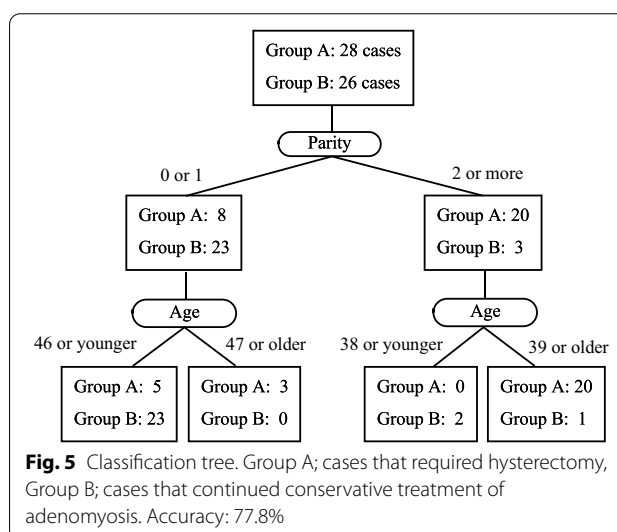 Group A: 28 cases
Group B: 26 cases
Parity
0 or 1
2 or more
Group A: 8
Group B: 23
Group A: 20
Group B: 3
Age
Age
46 or younger
47 or older
38 or younger
39 or older
Group A: 5
Group B: 23
Group A: 3
Group B: 0
Group A: 0
Group B: 2
Group A: 20
Group B: 1
Fig. 5 Classification tree. Group A; cases that required hysterectomy,
Group B; cases that continued conservative treatment of
adenomyosis. Accuracy: 77.8%